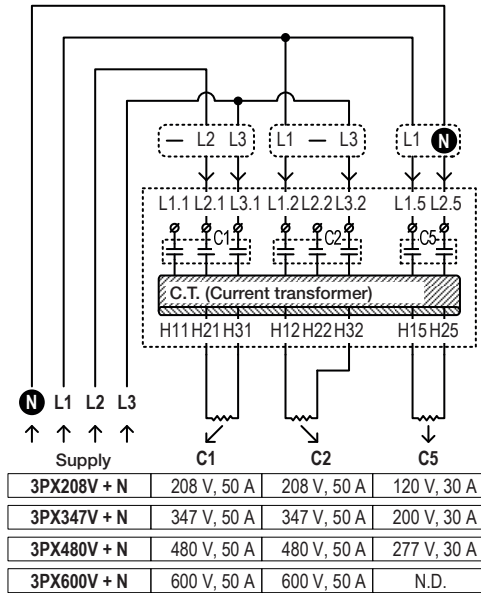 — L2 L3 L1 — L3 L1 N
L1.1 L2.1 L3.1 L1.2 L2.2 L3.2 L1.5 L2.5
C1 C2 C5
C.T. (Current transformer)
H11 H21 H31 H12 H22 H32 H15 H25
N L1 L2 L3
Supply C1 C2 C5
3PX208V + N 208 V, 50 A 208 V, 50 A 120 V, 30 A
3PX347V + N 347 V, 50 A 347 V, 50 A 200 V, 30 A
3PX480V + N 480 V, 50 A 480 V, 50 A 277 V, 30 A
3PX600V + N 600 V, 50 A 600 V, 50 A N.D.